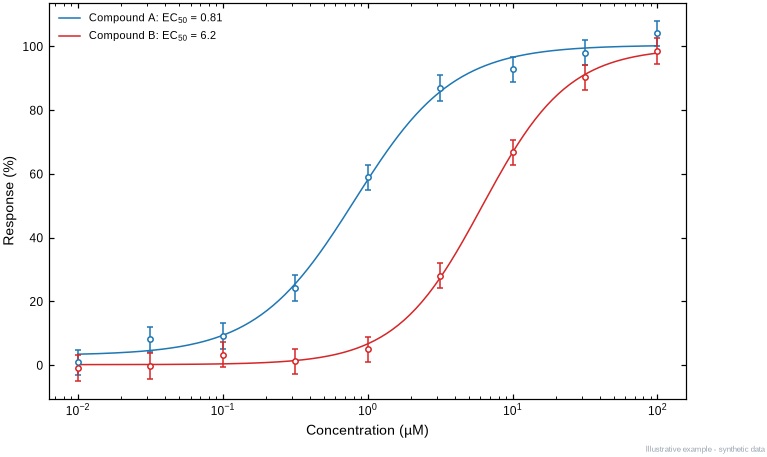 Compound A: EC₅₀ = 0.81
Compound B: EC₅₀ = 6.2
Response (%)
100
80
60
40
20
0
10⁻² 10⁻¹ 10⁰ 10¹ 10²
Concentration (µM)
Illustrative example - synthetic data